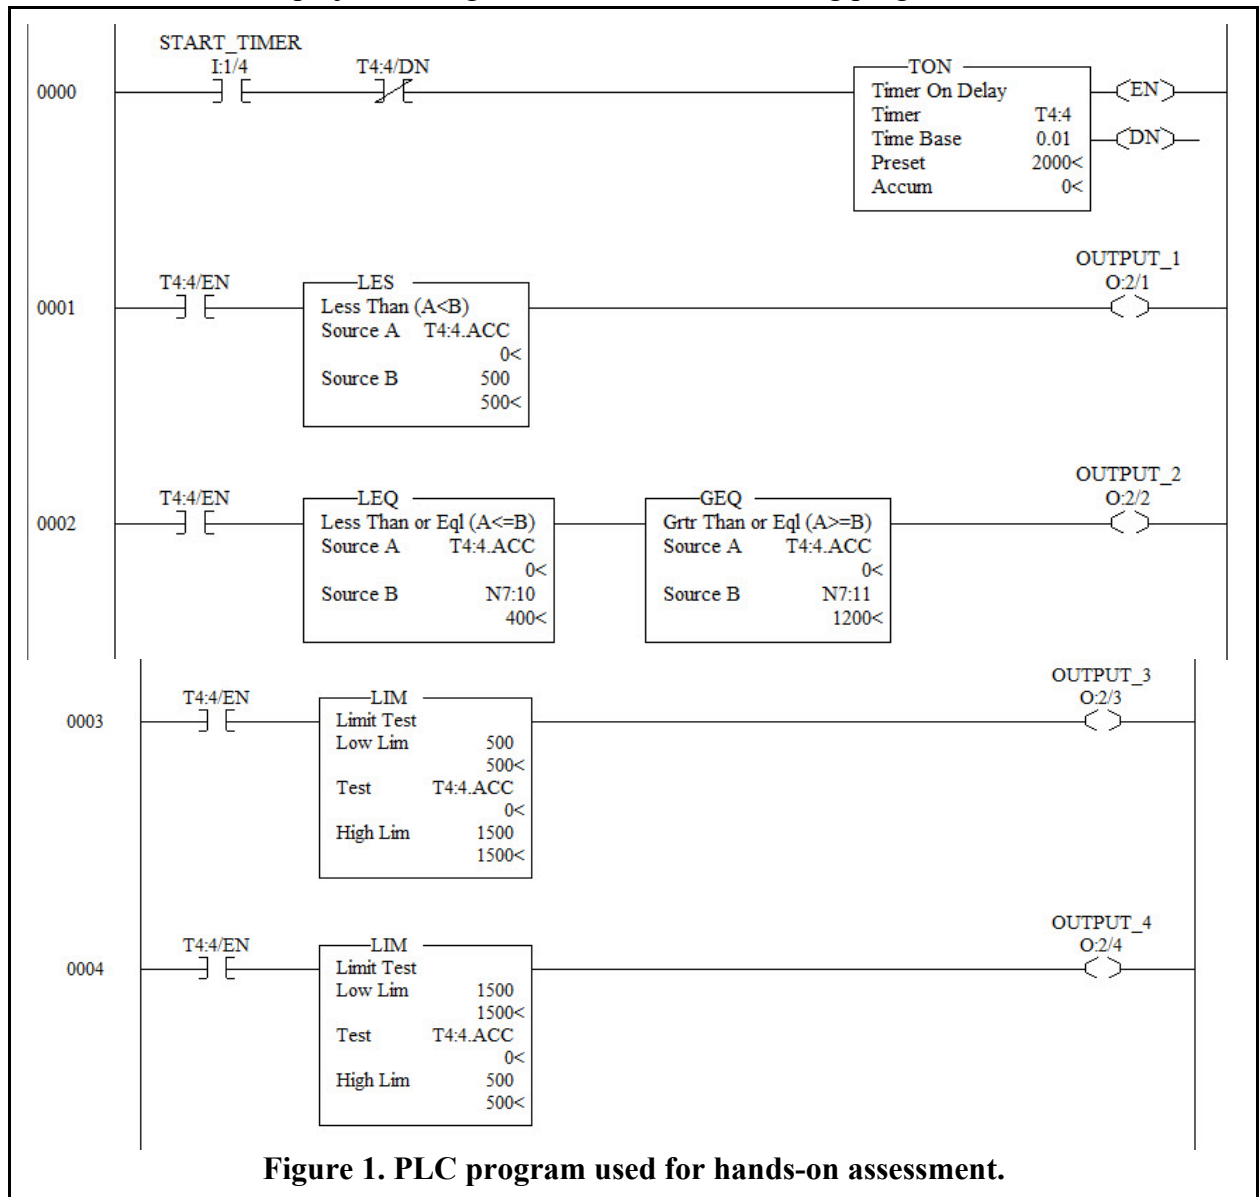 START_TIMER
I:1/4
T4:4/DN
0000
TON
Timer On Delay
Timer T4:4
Time Base 0.01
Preset 2000<
Accum 0<
EN
DN
OUTPUT_1
O:2/1
T4:4/EN
0001
LES
Less Than (A<B)
Source A T4:4.ACC
0<
Source B 500
500<
OUTPUT_2
O:2/2
T4:4/EN
0002
LEQ
Less Than or Eql (A<=B)
Source A T4:4.ACC
0<
Source B N7:10
400<
GEQ
Grtr Than or Eql (A>=B)
Source A T4:4.ACC
0<
Source B N7:11
1200<
OUTPUT_3
O:2/3
T4:4/EN
0003
LIM
Limit Test
Low Lim 500
500<
Test T4:4.ACC
0<
High Lim 1500
1500<
OUTPUT_4
O:2/4
T4:4/EN
0004
LIM
Limit Test
Low Lim 1500
1500<
Test T4:4.ACC
0<
High Lim 500
500<
Figure 1. PLC program used for hands-on assessment.